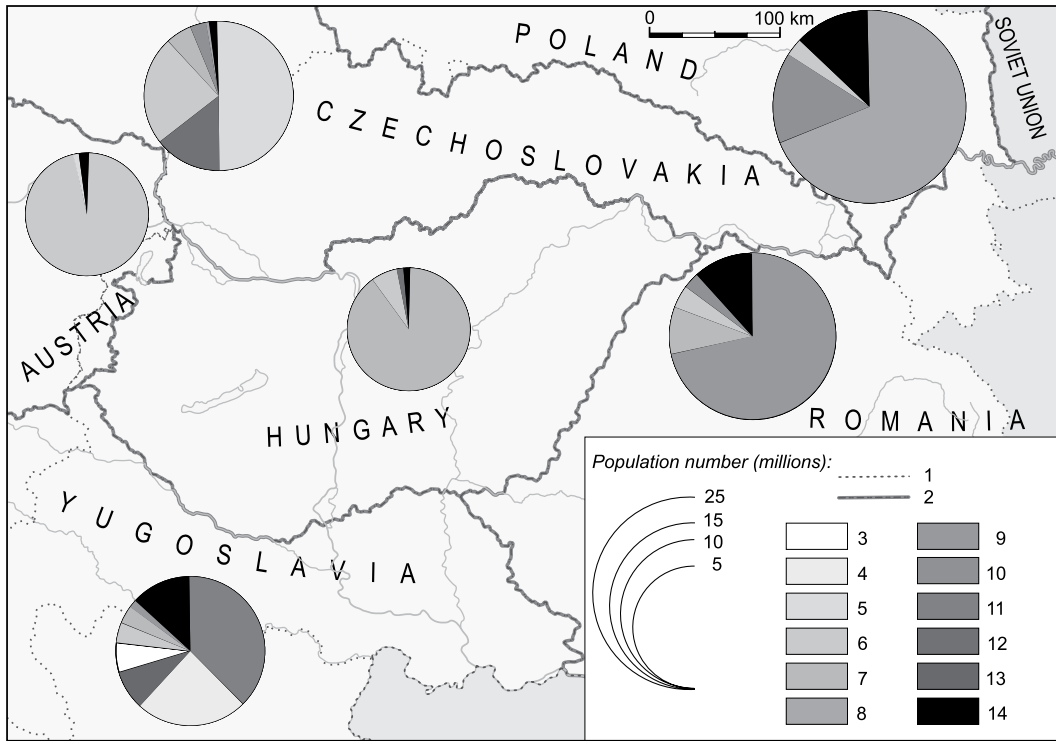 0 100 km
POLAND
SOVIET UNION
CZECHOSLOVAKIA
AUSTRIA
HUNGARY
ROMANIA
YUGOSLAVIA
Population number (millions):
25
15
10
5
1
2
3
4
5
6
7
8
9
10
11
12
13
14